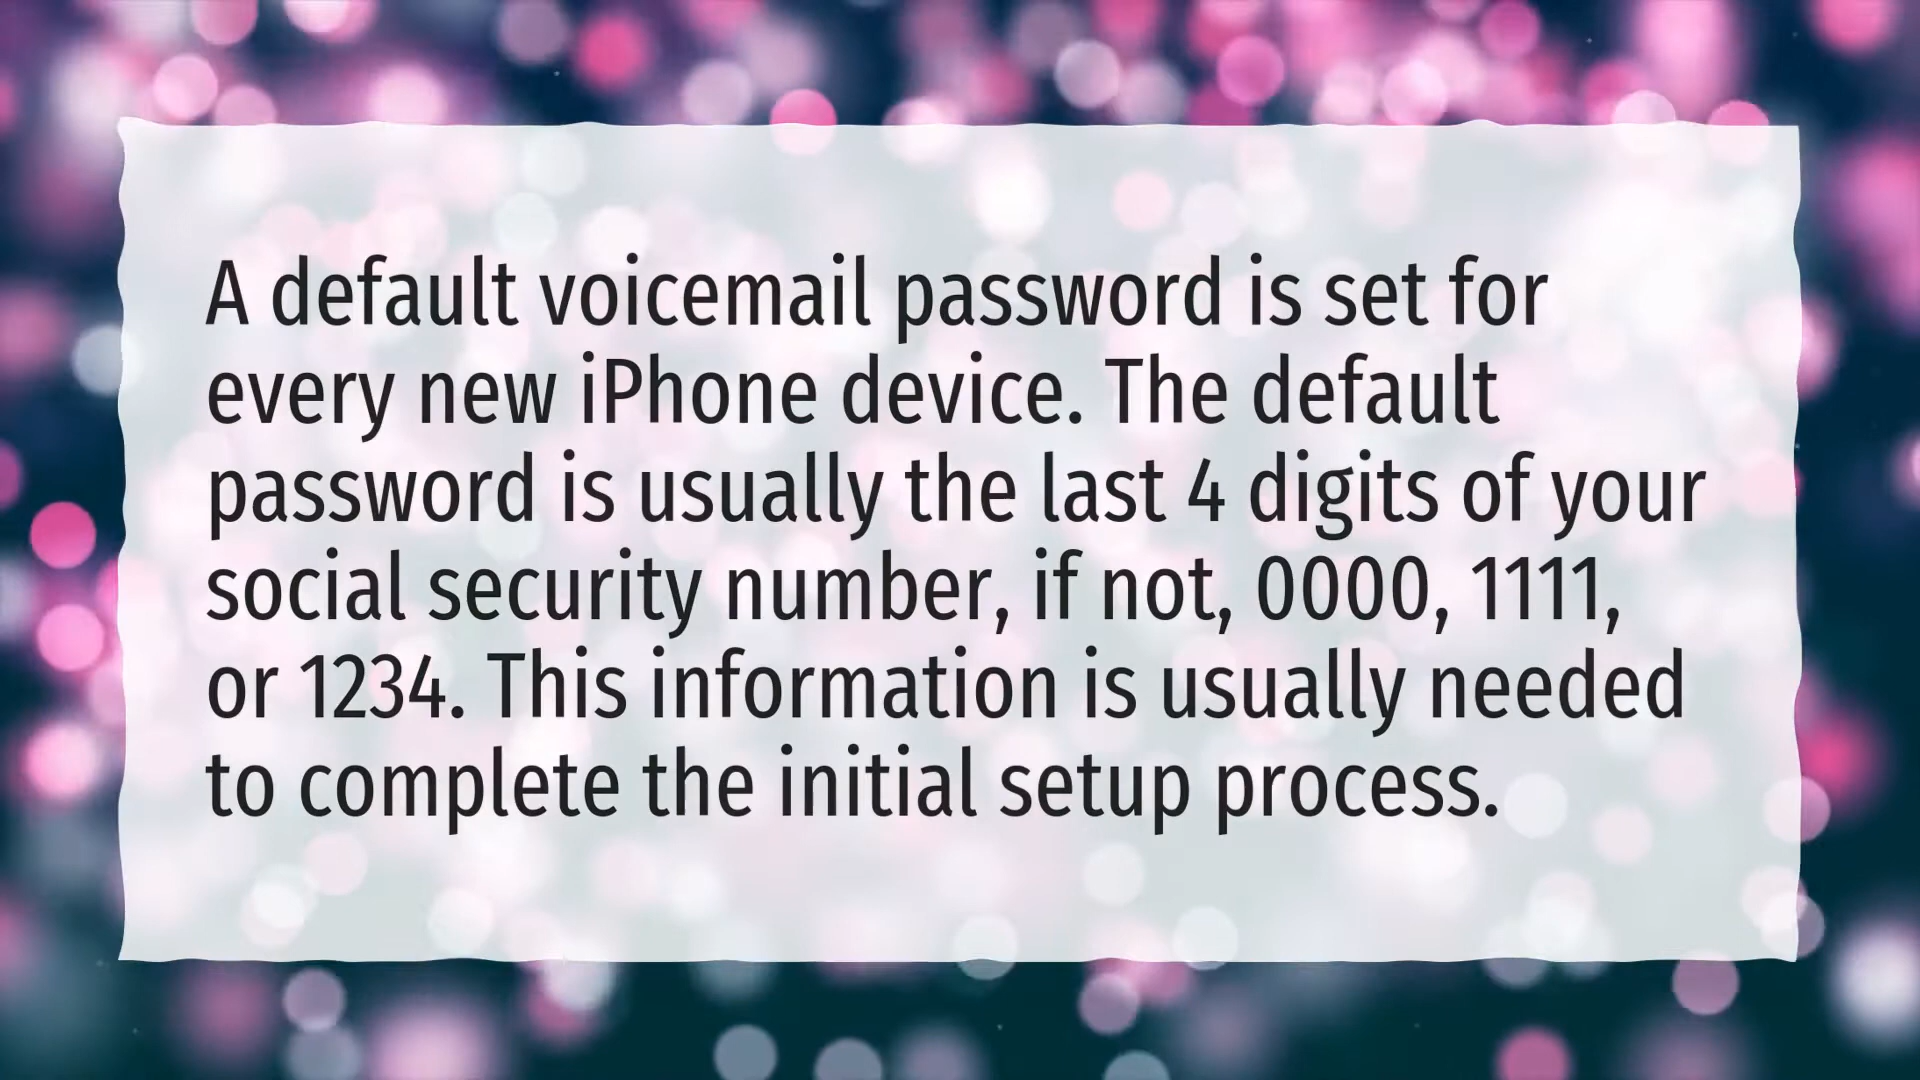 A default voicemail password is set for
every new iPhone device. The default
password is usually the last 4 digits of your
social security number, if not, 0000, 1111,
or 1234. This information is usually needed
to complete the initial setup process.